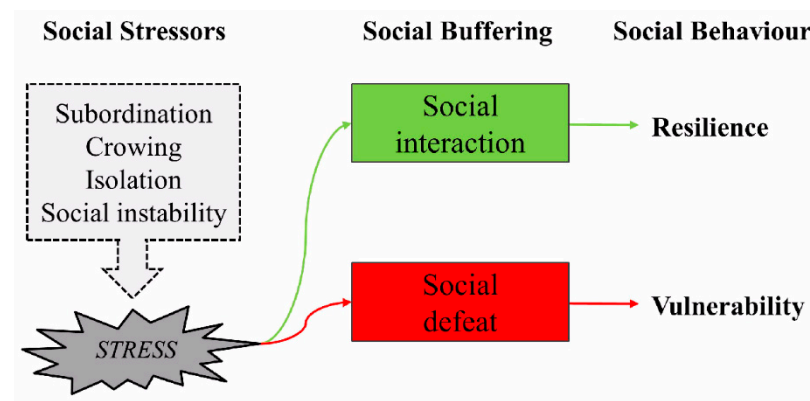 Social Stressors
Social Buffering
Social Behaviour
Subordination
Crowing
Isolation
Social instability
STRESS
Social
interaction
Resilience
Social
defeat
Vulnerability